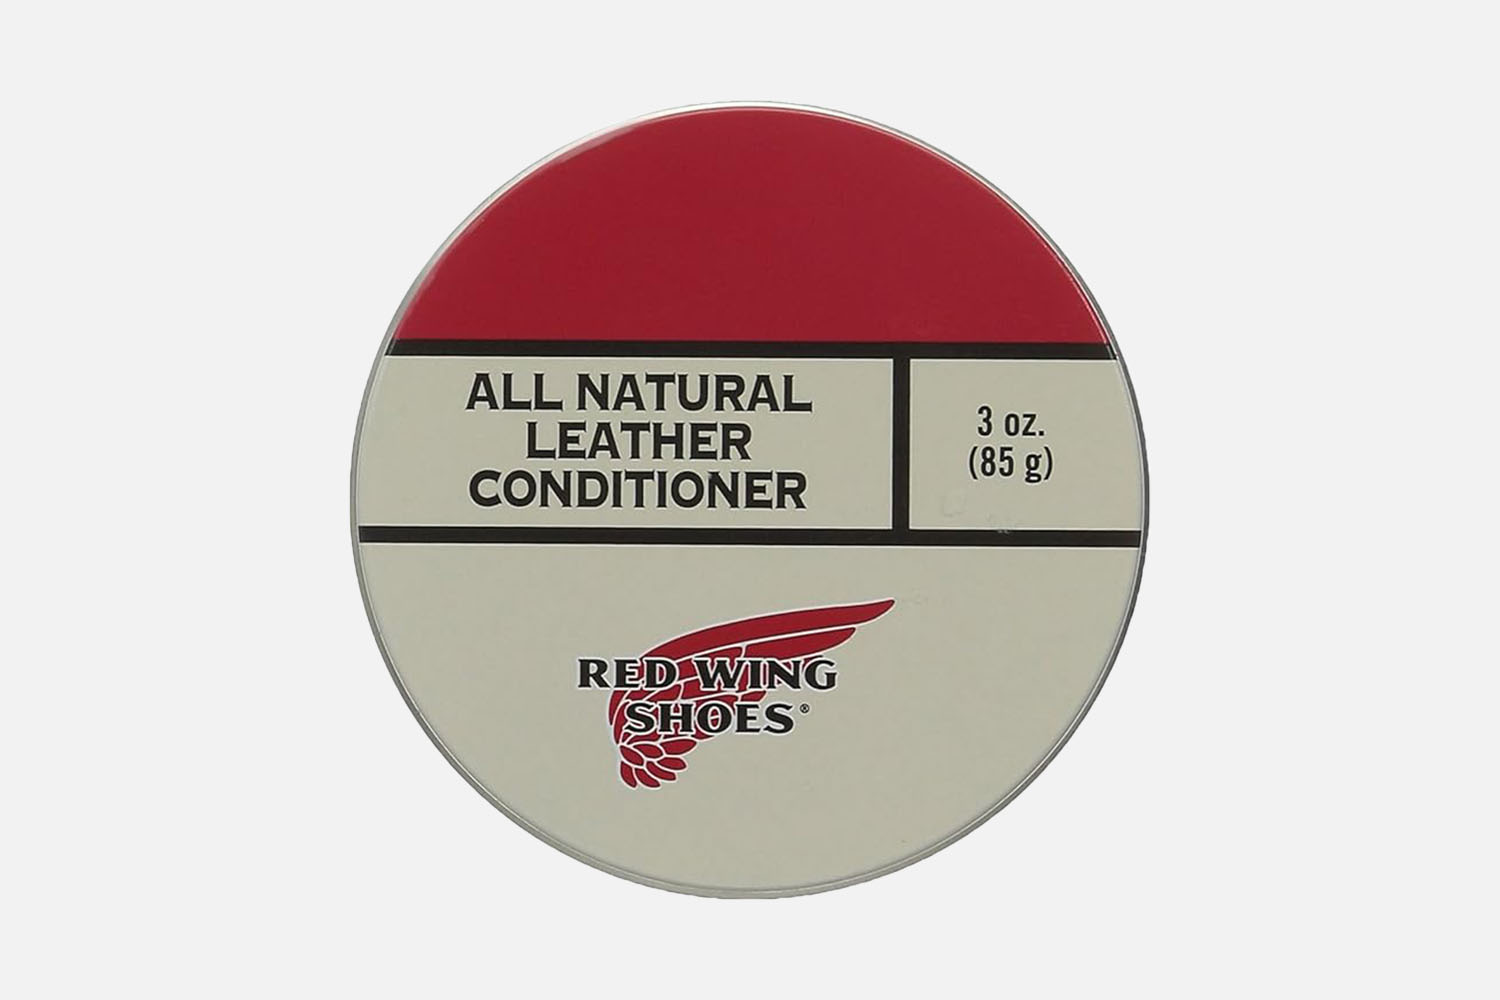 ALL NATURAL
LEATHER
CONDITIONER
3 oz.
(85 g)
RED WING
SHOES®